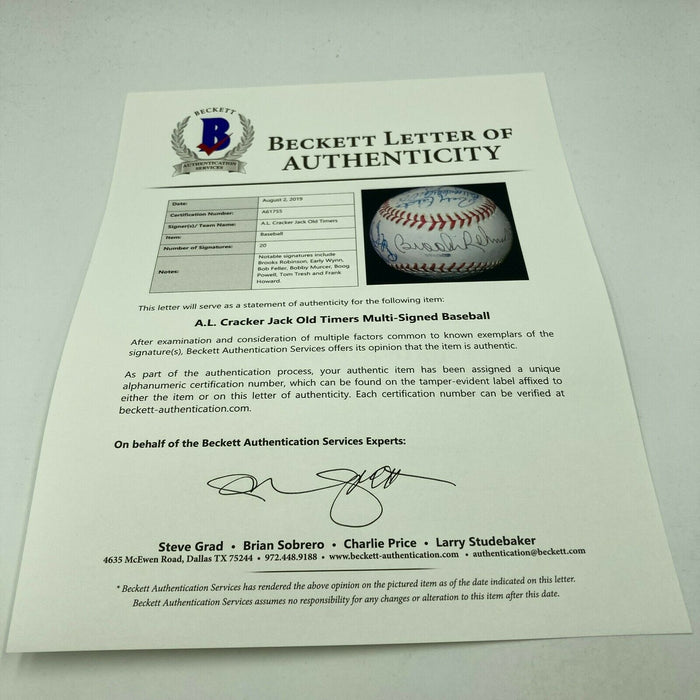 BECKETT
B
AUTHENTICATION
SERVICES
BECKETT LETTER OF
AUTHENTICITY
Date: August 2, 2019
Certification Number: A61755
Signer(s)/ Team Name: A.L. Cracker Jack Old Timers
Item: Baseball
Number of Signatures: 20
Notes: Notable signatures include
Brooks Robinson, Early Wynn,
Bob Feller, Bobby Murcer, Boog
Powell, Tom Tresh and Frank
Howard.
Brooks Robinson
This letter will serve as a statement of authenticity for the following item:
A.L. Cracker Jack Old Timers Multi-Signed Baseball
After examination and consideration of multiple factors common to known exemplars of the
signature(s), Beckett Authentication Services offers its opinion that the item is authentic.
As part of the authentication process, your authentic item has been assigned a unique
alphanumeric certification number, which can be found on the tamper-evident label affixed to
either the item or on this letter of authenticity. Each certification number can be verified at
beckett-authentication.com.
On behalf of the Beckett Authentication Services Experts:
Steve Grad • Brian Sobrero • Charlie Price • Larry Studebaker
4635 McEwen Road, Dallas TX 75244 • 972.448.9188 • www.beckett-authentication.com • authentication@beckett.com
* Beckett Authentication Services has rendered the above opinion on the pictured item as of the date indicated on this letter.
Beckett Authentication Services assumes no responsibility for any changes or alteration to this item after this date.